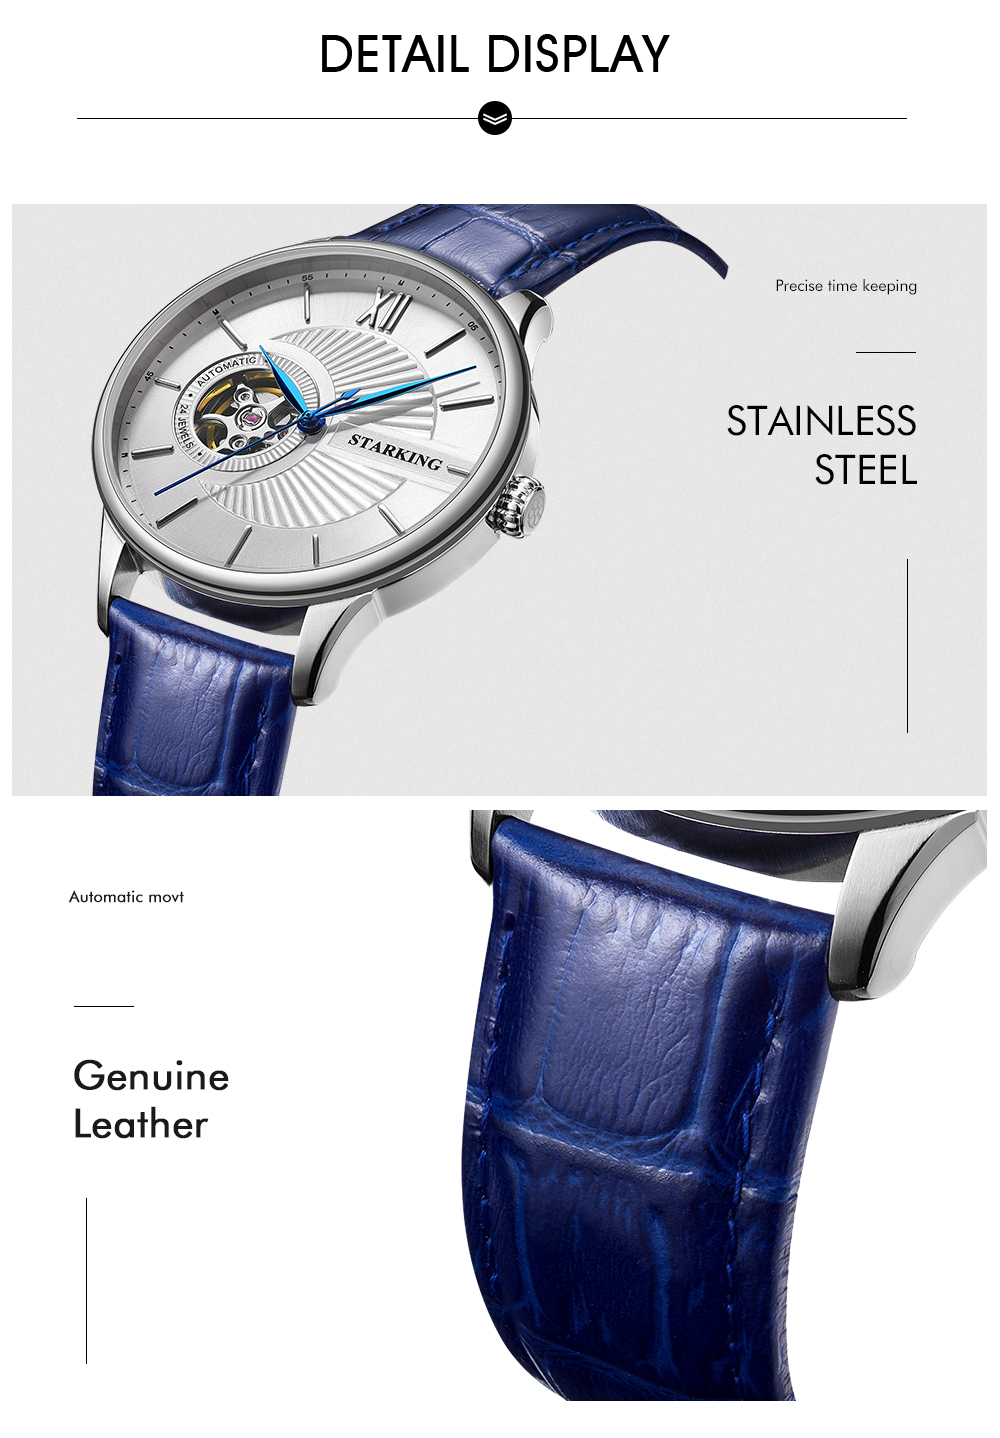 DETAIL DISPLAY
Precise time keeping
55
XII
05
45
AUTOMATIC
24 JEWELS
STARKING
STAINLESS
STEEL
Automatic movt
Genuine
Leather